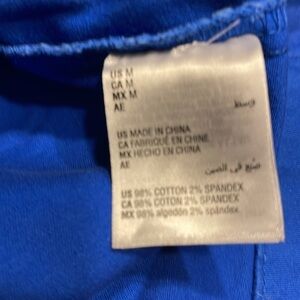 US M
CA M
MX M
AE وسط
US MADE IN CHINA
CA FABRIQUÉ EN CHINE
MX HECHO EN CHINA
صنع في الصين
US 98% COTTON 2% SPANDEX
CA 98% COTON 2% SPANDEX
MX 98% algodón 2% spandex